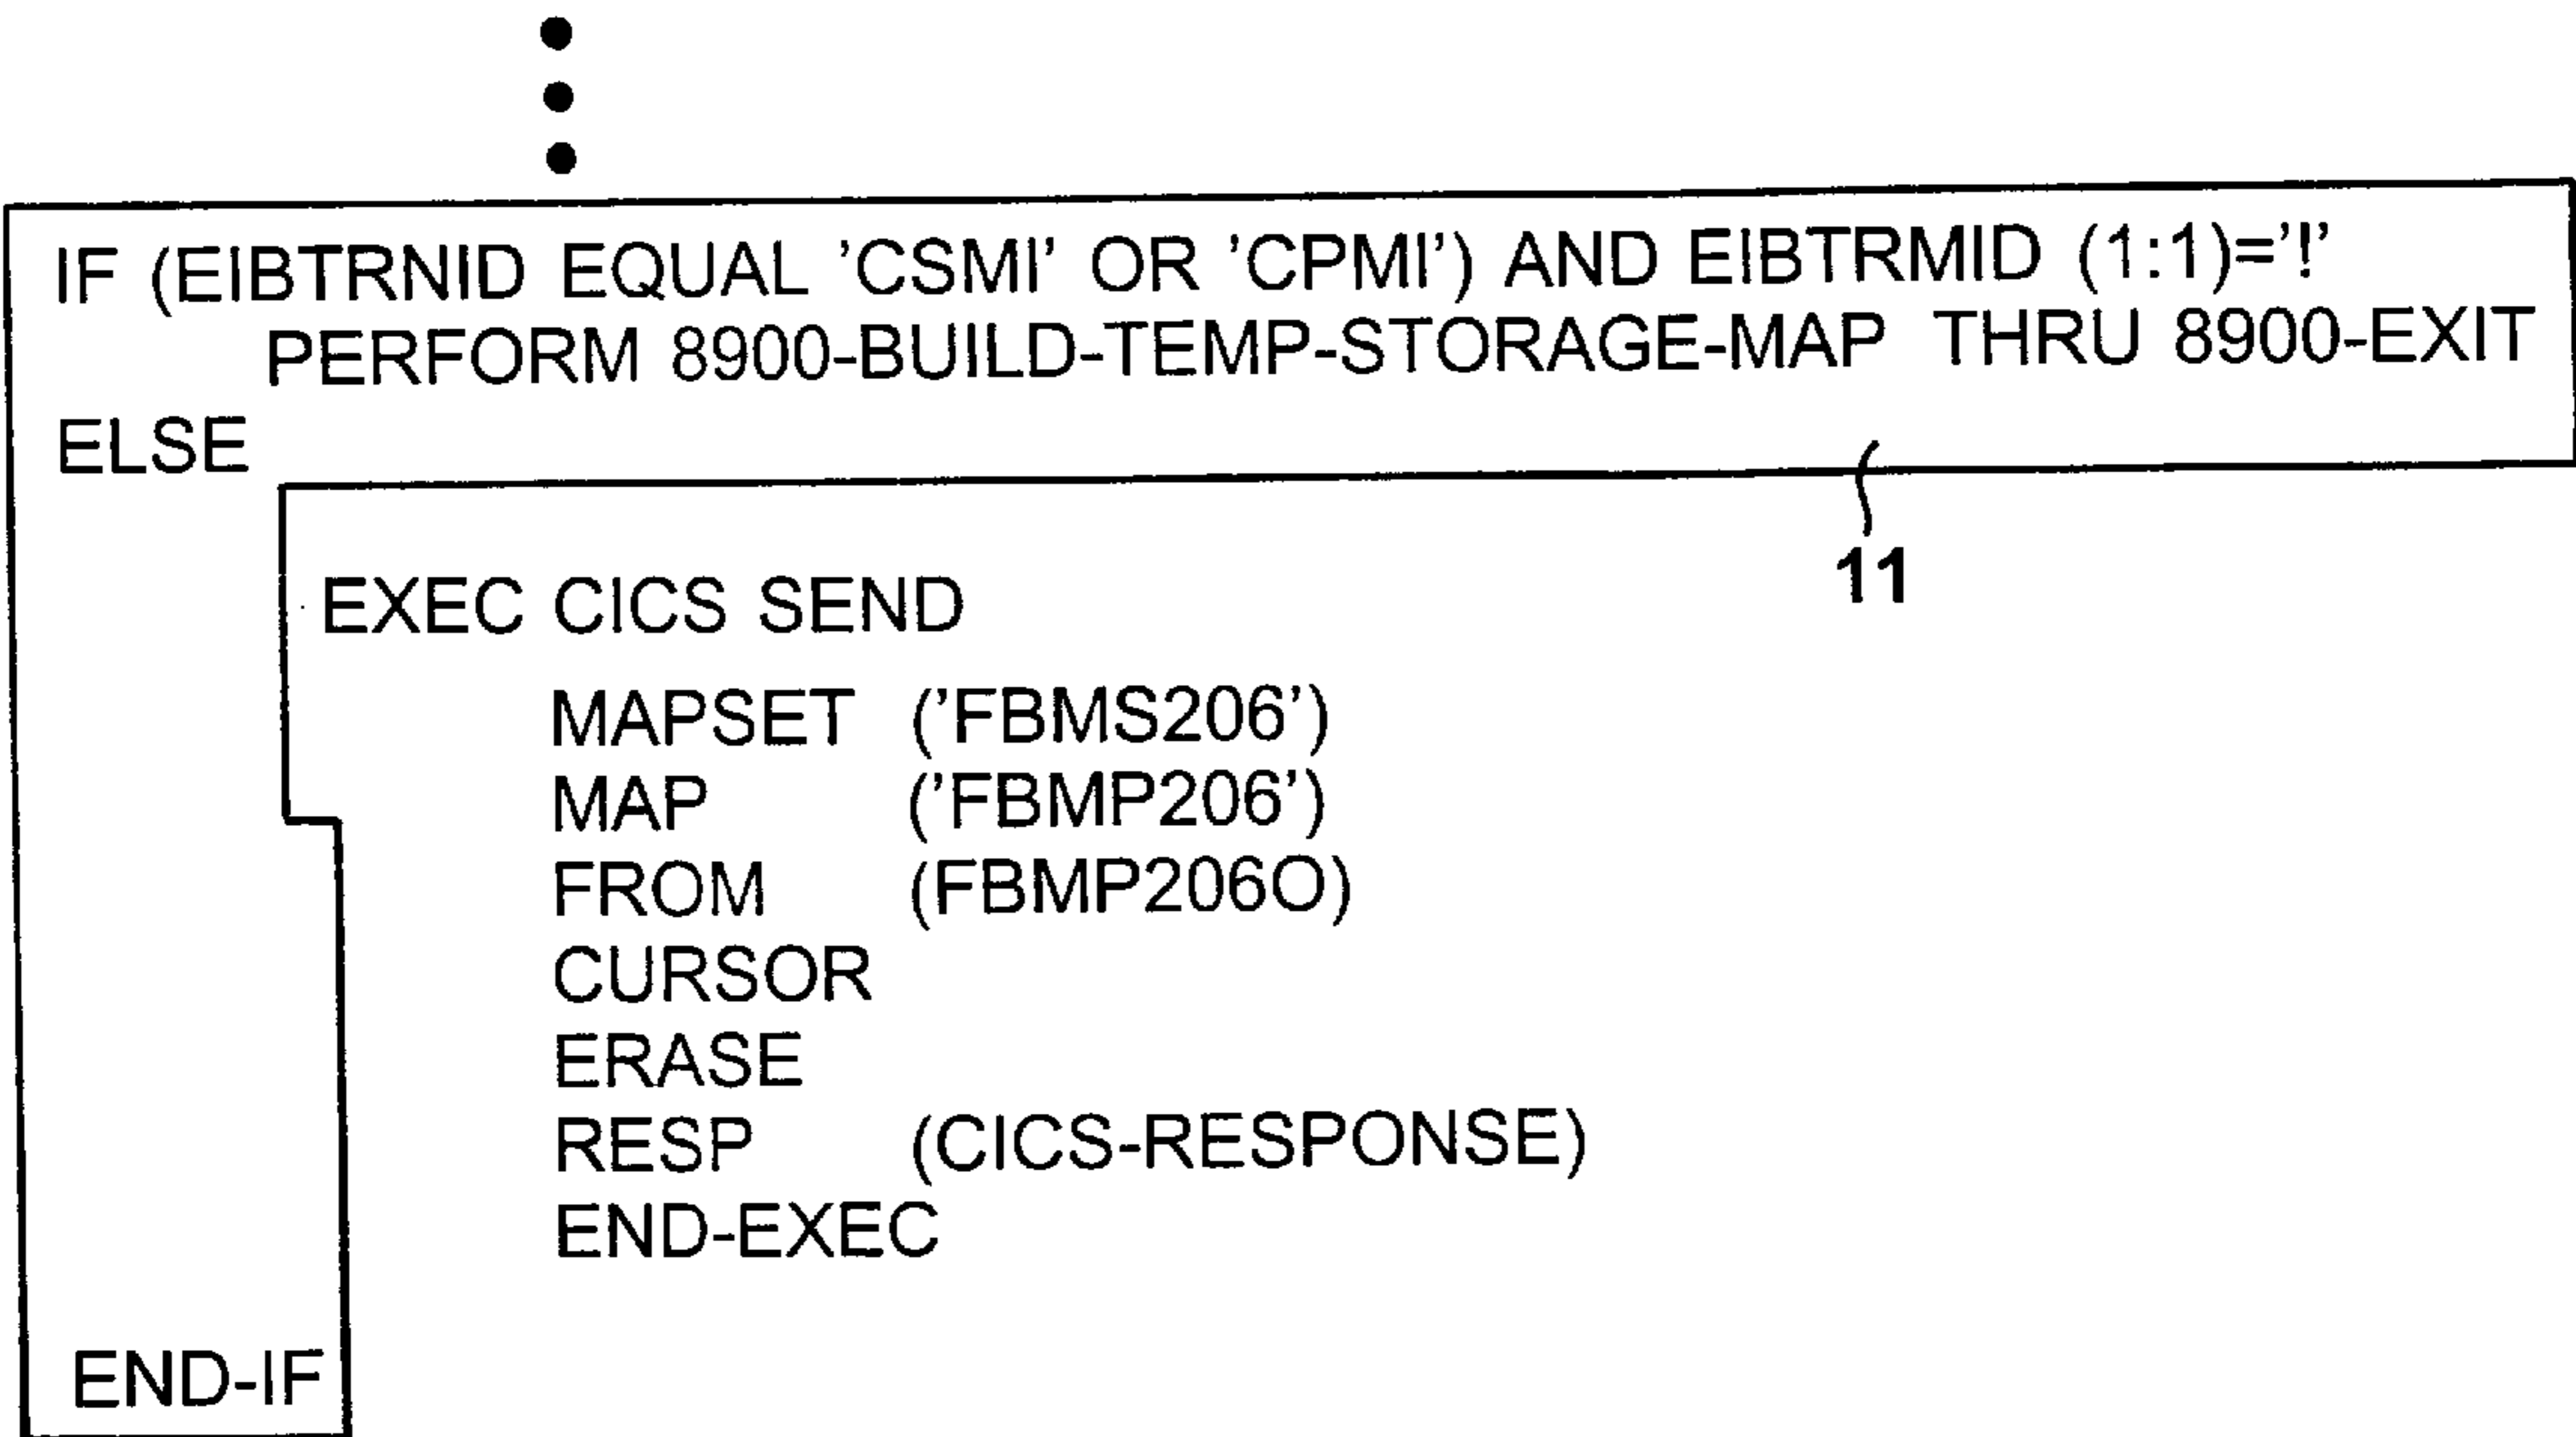 IF (EIBTRNID EQUAL 'CSMI' OR 'CPMI') AND EIBTRMID (1:1)='!'
PERFORM 8900-BUILD-TEMP-STORAGE-MAP THRU 8900-EXIT
ELSE
11
EXEC CICS SEND
MAPSET ('FBMS206')
MAP ('FBMP206')
FROM (FBMP206O)
CURSOR
ERASE
RESP (CICS-RESPONSE)
END-EXEC
END-IF